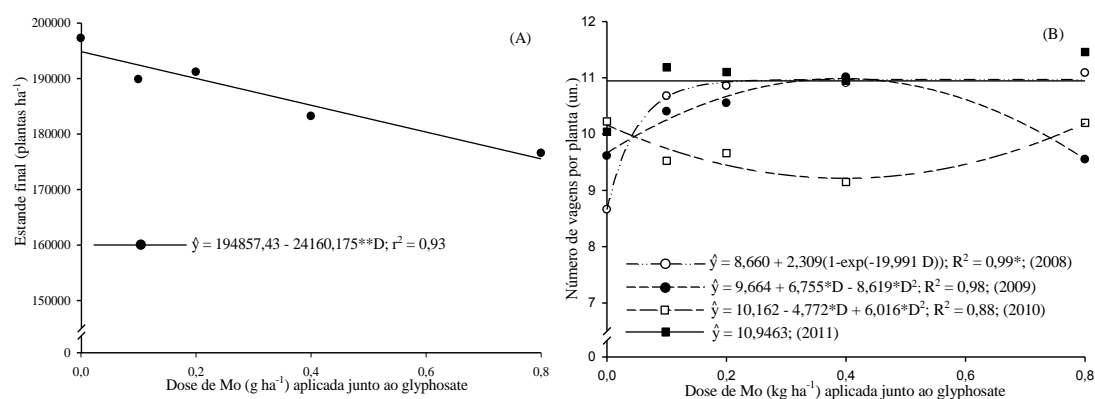 (A)
Estande final (plantas ha⁻¹)
200000
190000
180000
170000
160000
150000
0
ŷ = 194857,43 - 24160,175**D; r² = 0,93
0,0 0,2 0,4 0,6 0,8
Dose de Mo (g ha⁻¹) aplicada junto ao glyphosate
(B)
Número de vagens por planta (un.)
12
11
10
9
8
7
0
ŷ = 8,660 + 2,309(1-exp(-19,991 D)); R² = 0,99*; (2008)
ŷ = 9,664 + 6,755*D - 8,619*D²; R² = 0,98; (2009)
ŷ = 10,162 - 4,772*D + 6,016*D²; R² = 0,88; (2010)
ŷ = 10,9463; (2011)
0,0 0,2 0,4 0,6 0,8
Dose de Mo (kg ha⁻¹) aplicada junto ao glyphosate